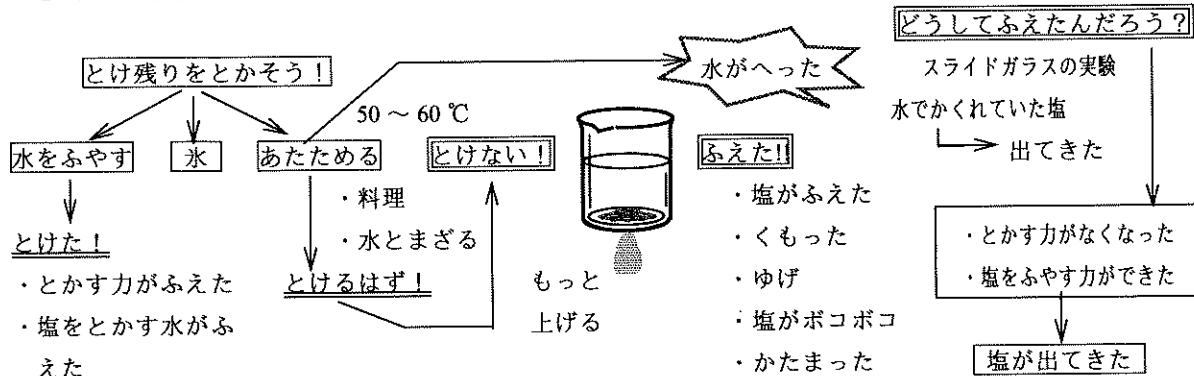 とけ残りをとかそう！
水をふやす
氷
あたためる
とけた！
・とかす力がふえた
・塩をとかす水がふ
えた
50～60℃
・料理
・水とまざる
とけるはず！
とけない！
もっと
上げる
水がへった
ふえた!!
・塩がふえた
・くもった
・ゆげ
・塩がボコボコ
・かたまった
どうしてふえたんだろう？
スライドガラスの実験
水でかくれていた塩
出てきた
・とかす力がなくなった
・塩をふやす力ができた
塩が出てきた